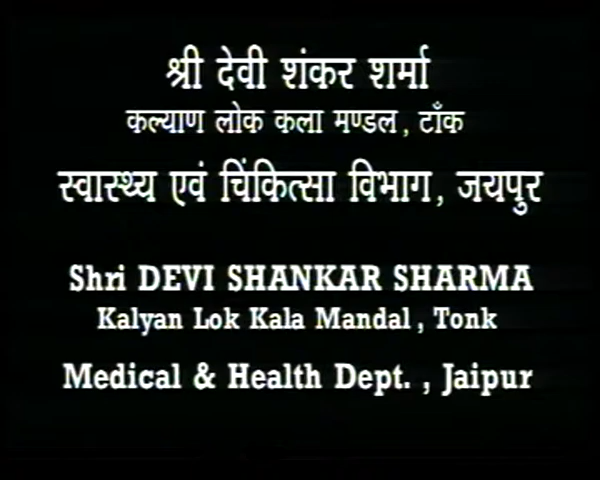 श्री देवी शंकर शर्मा
कल्याण लोक कला मण्डल, टाँक
स्वास्थ्य एवं चिंकित्सा विभाग, जयपुर
Shri DEVI SHANKAR SHARMA
Kalyan Lok Kala Mandal, Tonk
Medical & Health Dept., Jaipur